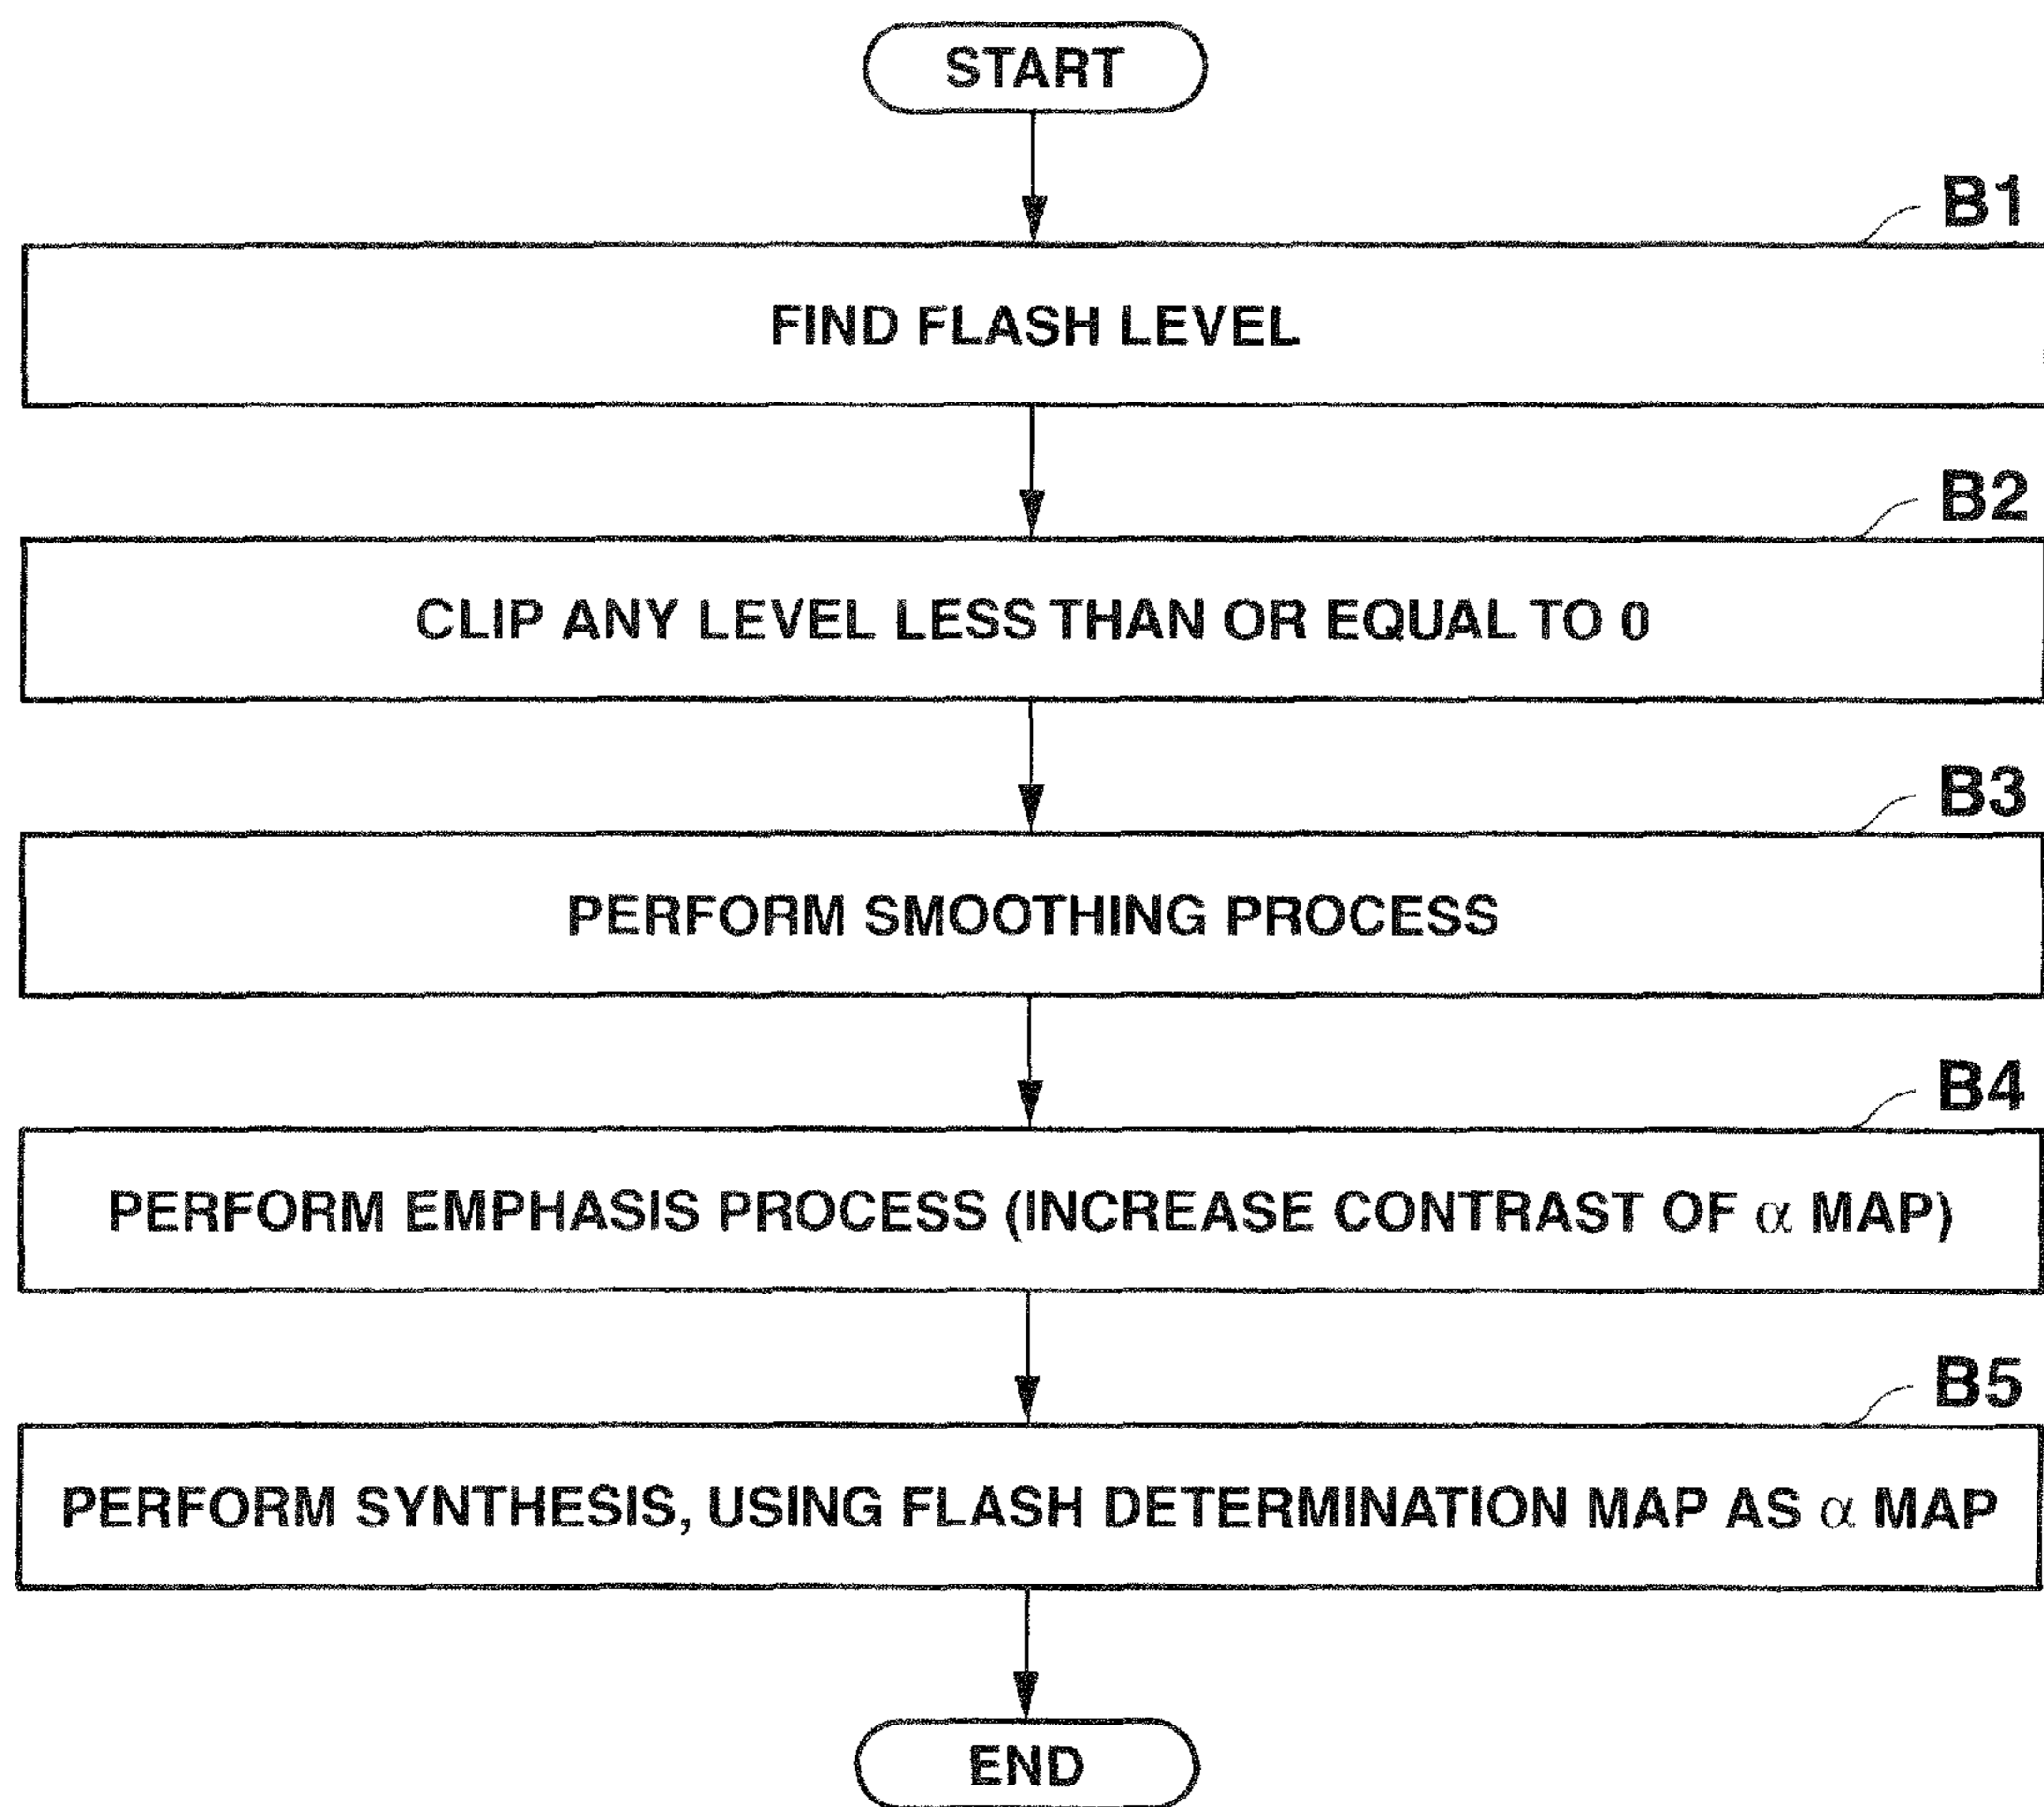 START
B1
FIND FLASH LEVEL
B2
CLIP ANY LEVEL LESS THAN OR EQUAL TO 0
B3
PERFORM SMOOTHING PROCESS
B4
PERFORM EMPHASIS PROCESS (INCREASE CONTRAST OF α MAP)
B5
PERFORM SYNTHESIS, USING FLASH DETERMINATION MAP AS α MAP
END